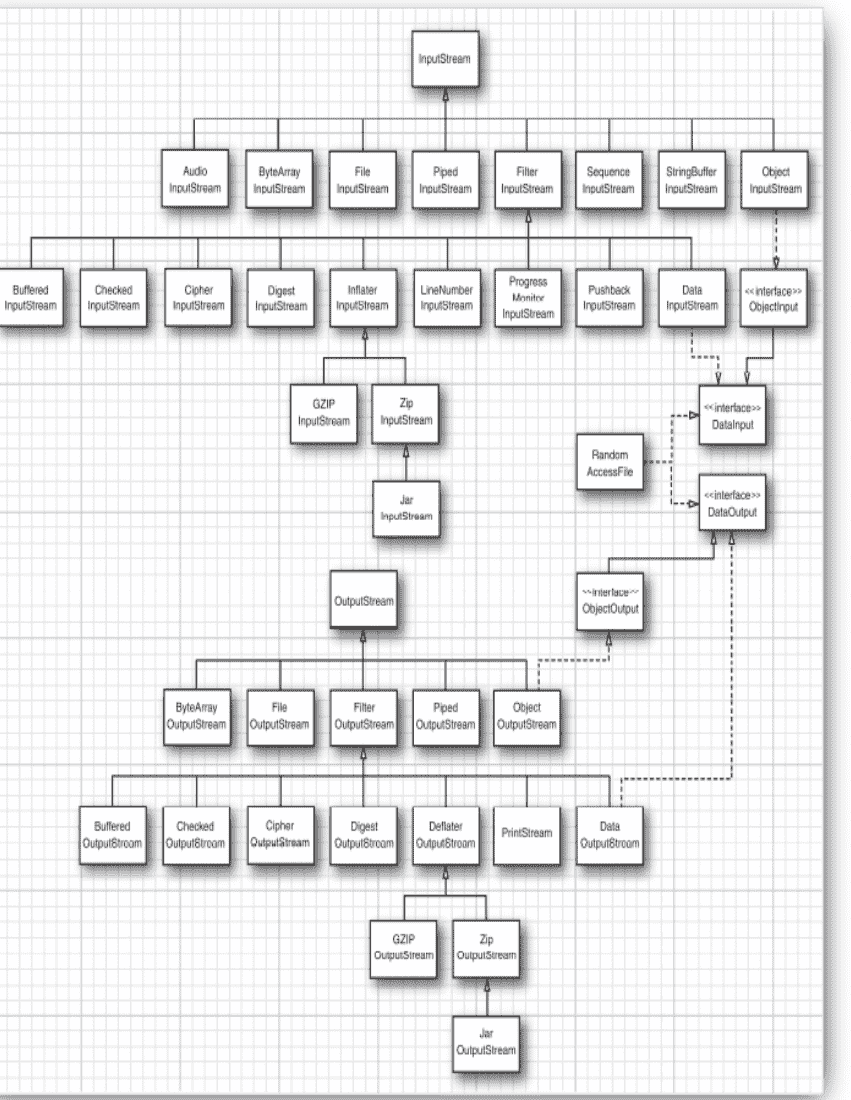 InputStream
Audio
InputStream
ByteArray
InputStream
File
InputStream
Piped
InputStream
Filter
InputStream
Sequence
InputStream
StringBuffer
InputStream
Object
InputStream
Buffered
InputStream
Checked
InputStream
Cipher
InputStream
Digest
InputStream
Inflater
InputStream
LineNumber
InputStream
Progress
Monitor
InputStream
Pushback
InputStream
Data
InputStream
<<interface>>
ObjectInput
GZIP
InputStream
Zip
InputStream
<<interface>>
DataInput
Random
AccessFile
Jar
InputStream
<<interface>>
DataOutput
OutputStream
<<interface>>
ObjectOutput
ByteArray
OutputStream
File
OutputStream
Filter
OutputStream
Piped
OutputStream
Object
OutputStream
Buffered
OutputStream
Checked
OutputStream
Cipher
OutputStream
Digest
OutputStream
Deflater
OutputStream
PrintStream
Data
OutputStream
GZIP
OutputStream
Zip
OutputStream
Jar
OutputStream